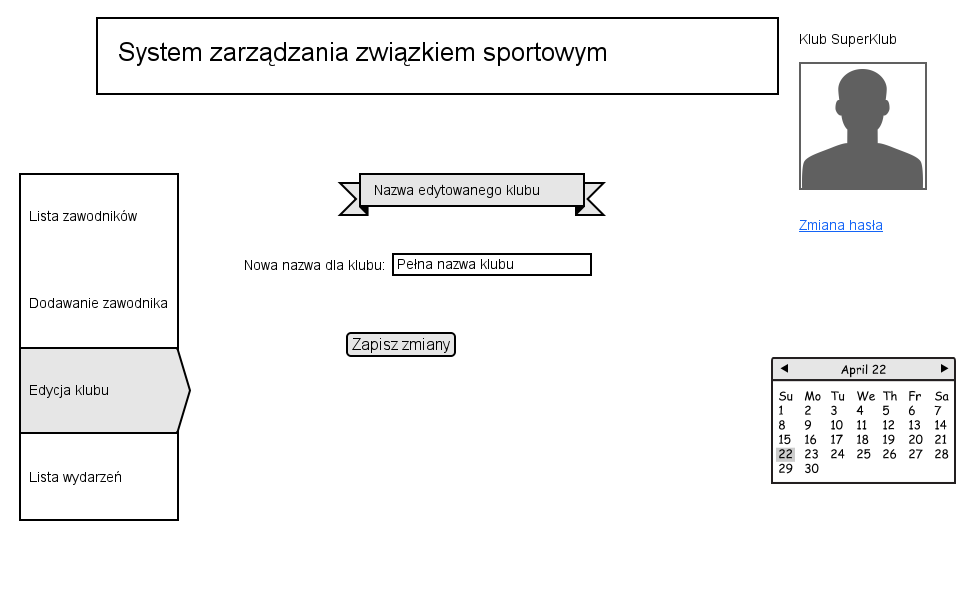 System zarządzania związkiem sportowym
Klub SuperKlub
Zmiana hasła
Lista zawodników
Dodawanie zawodnika
Edycja klubu
Lista wydarzeń
Nazwa edytowanego klubu
Nowa nazwa dla klubu: Pełna nazwa klubu
Zapisz zmiany
April 22
Su Mo Tu We Th Fr Sa
1 2 3 4 5 6 7
8 9 10 11 12 13 14
15 16 17 18 19 20 21
22 23 24 25 26 27 28
29 30